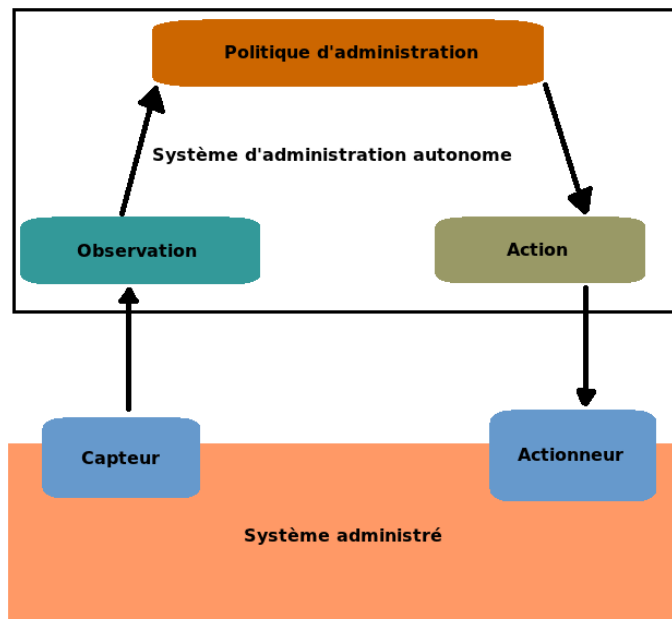 Politique d'administration
Système d'administration autonome
Observation
Action
Capteur
Actionneur
Système administré